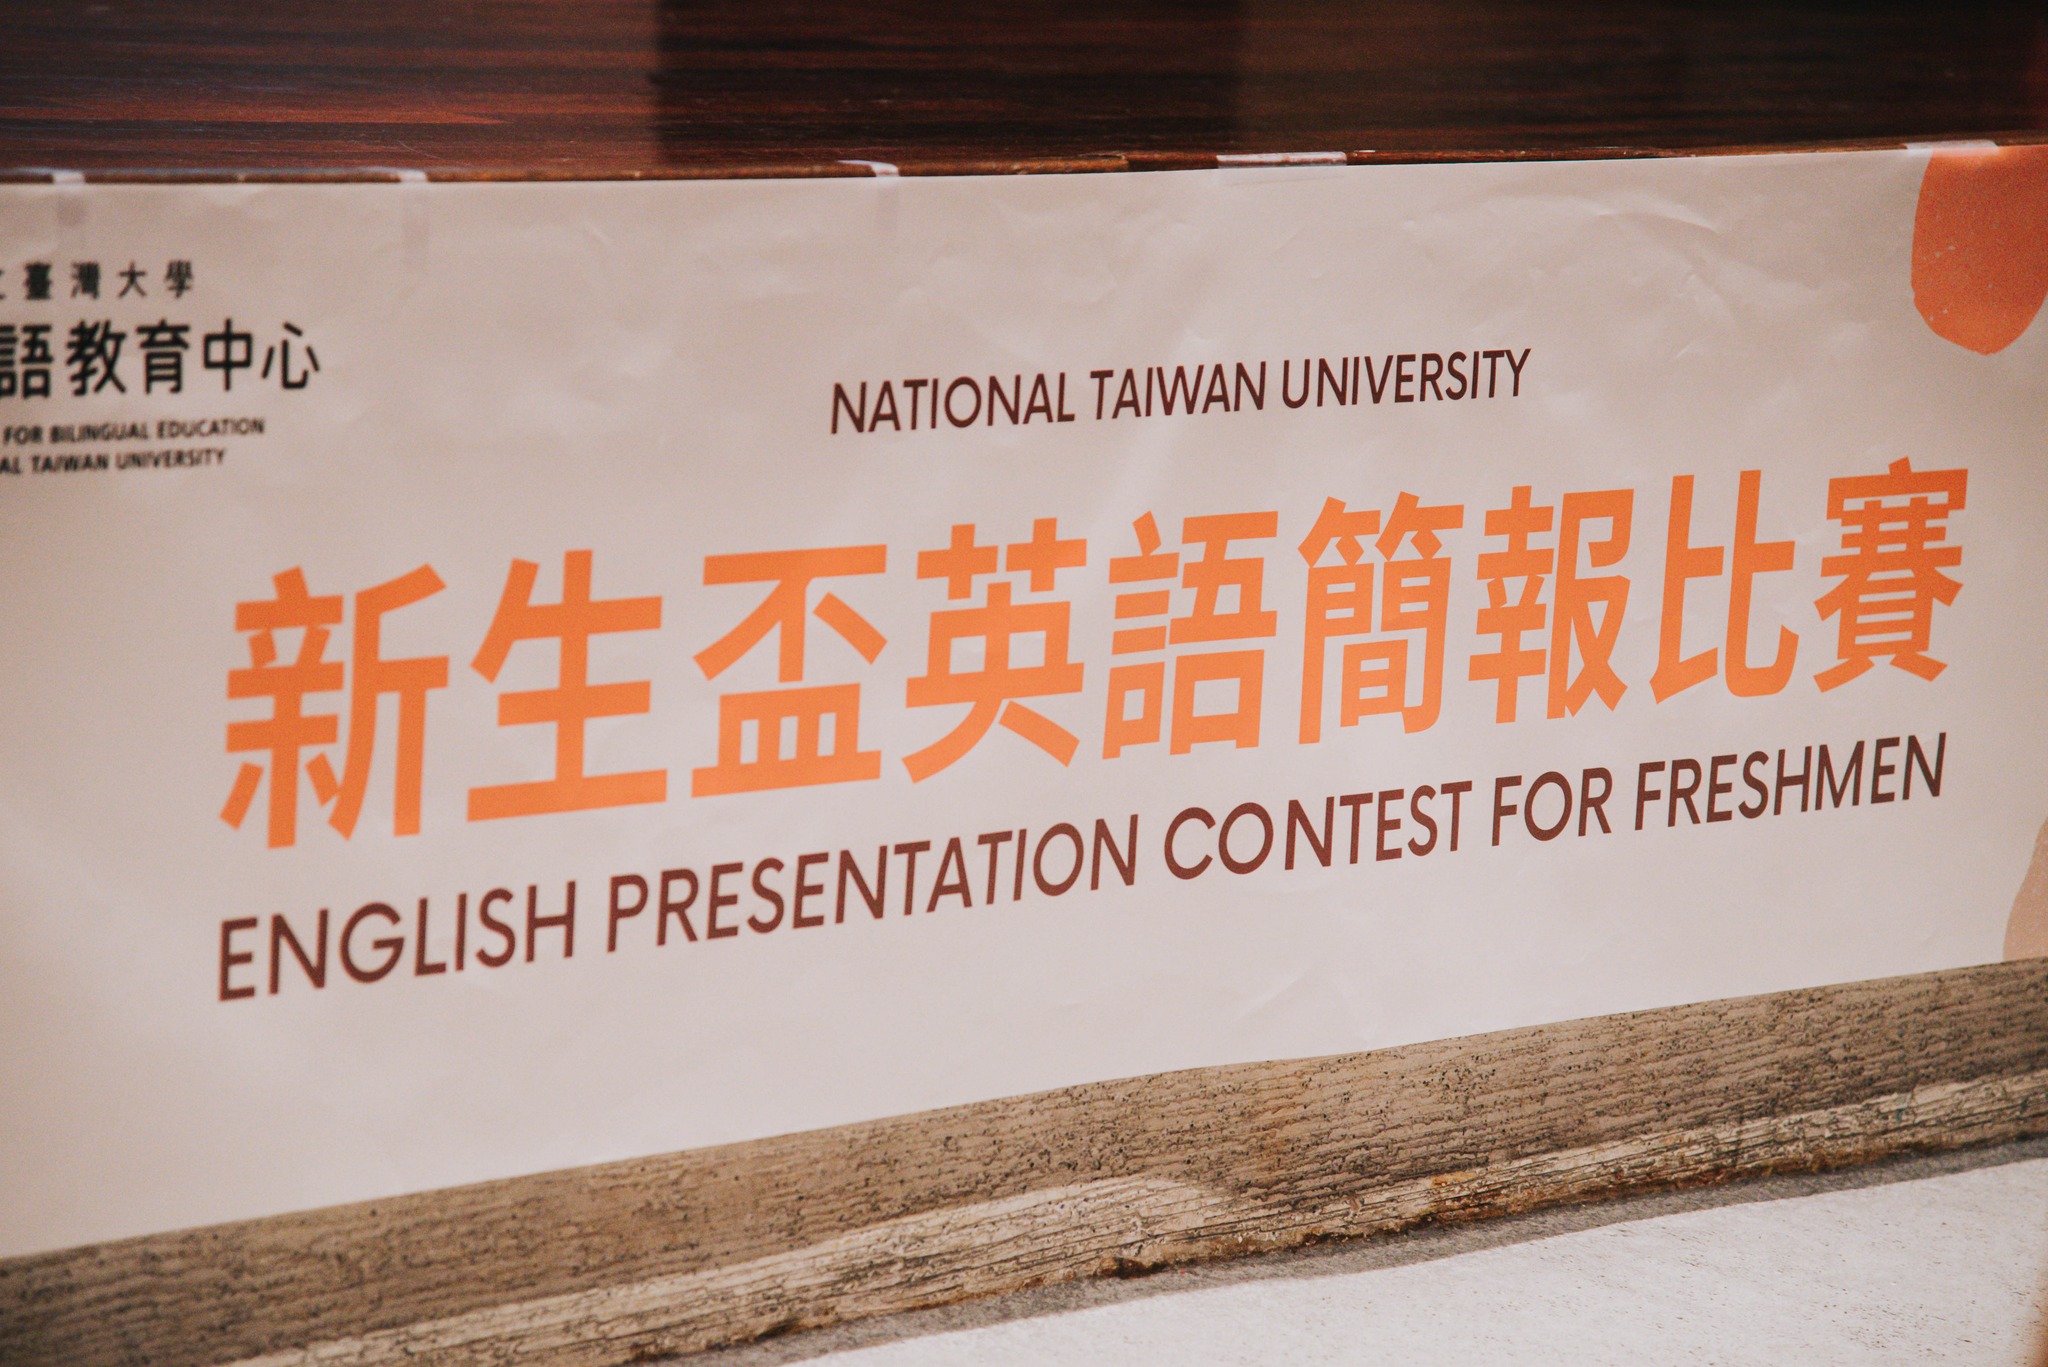 臺灣大學
語教育中心
FOR BILINGUAL EDUCATION
AL TAIWAN UNIVERSITY
NATIONAL TAIWAN UNIVERSITY
新生盃英語簡報比賽
ENGLISH PRESENTATION CONTEST FOR FRESHMEN